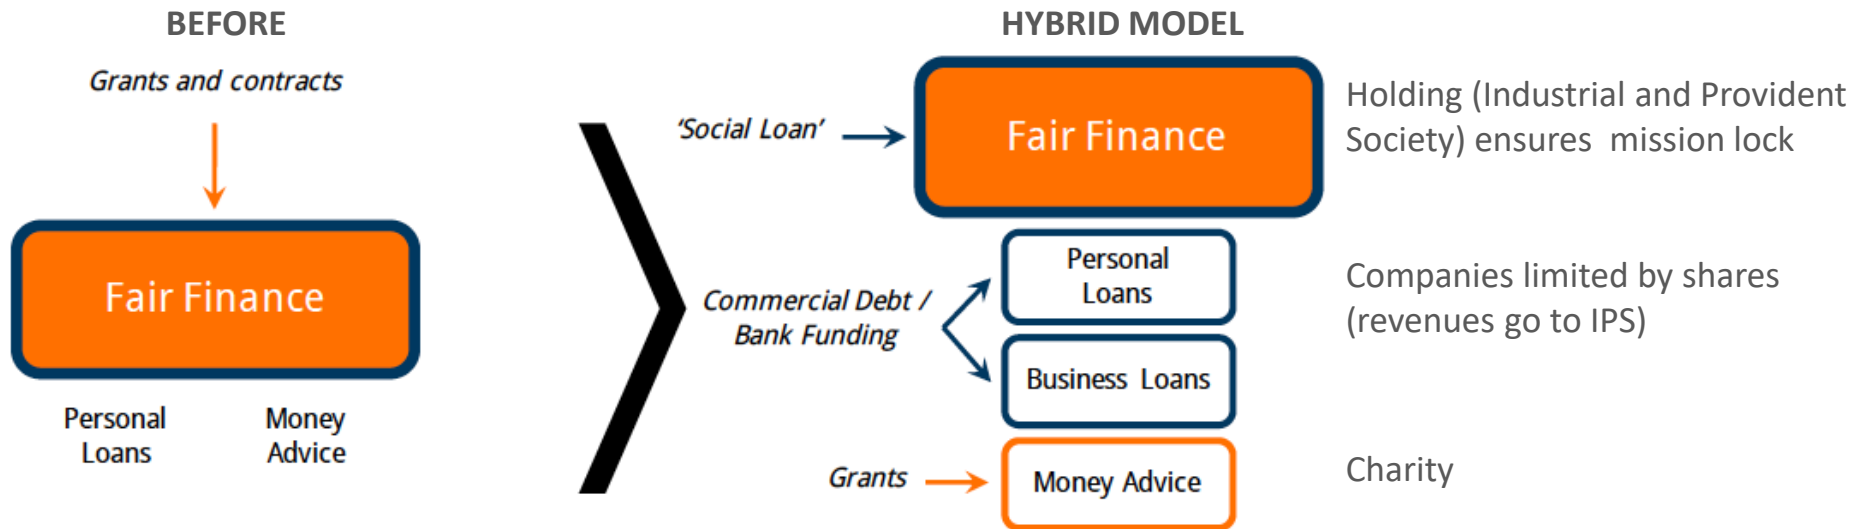 BEFORE
Grants and contracts
Fair Finance
Personal
Loans
Money
Advice
HYBRID MODEL
'Social Loan'
Fair Finance
Holding (Industrial and Provident
Society) ensures  mission lock
Commercial Debt /
Bank Funding
Personal
Loans
Business Loans
Companies limited by shares
(revenues go to IPS)
Grants
Money Advice
Charity